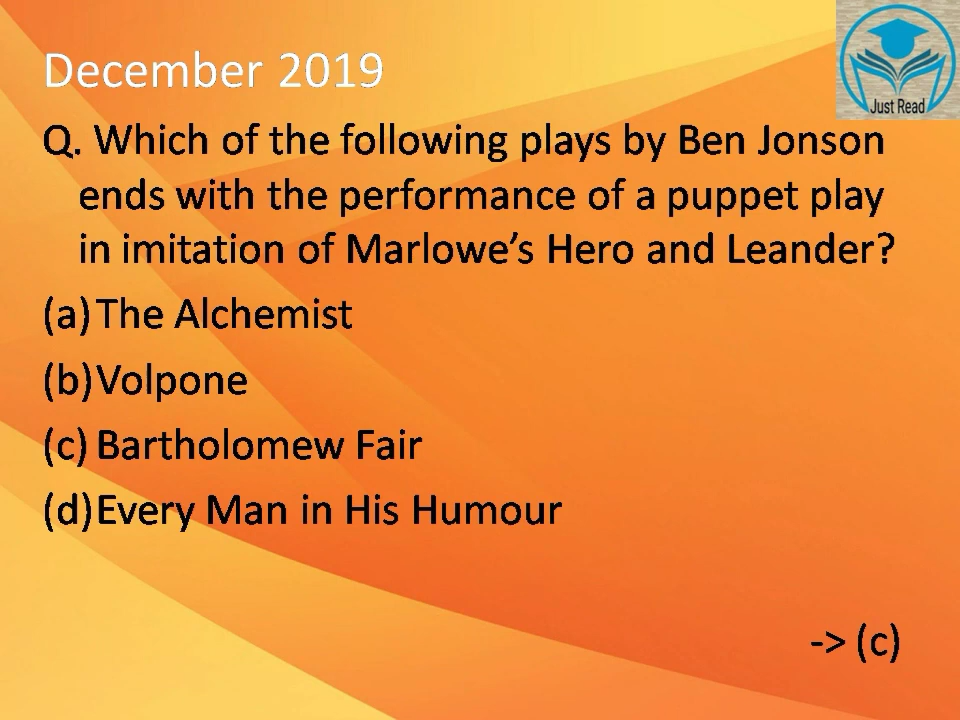 December 2019
Just Read
Q. Which of the following plays by Ben Jonson
ends with the performance of a puppet play
in imitation of Marlowe's Hero and Leander?
(a) The Alchemist
(b) Volpone
(c) Bartholomew Fair
(d) Every Man in His Humour
-> (c)